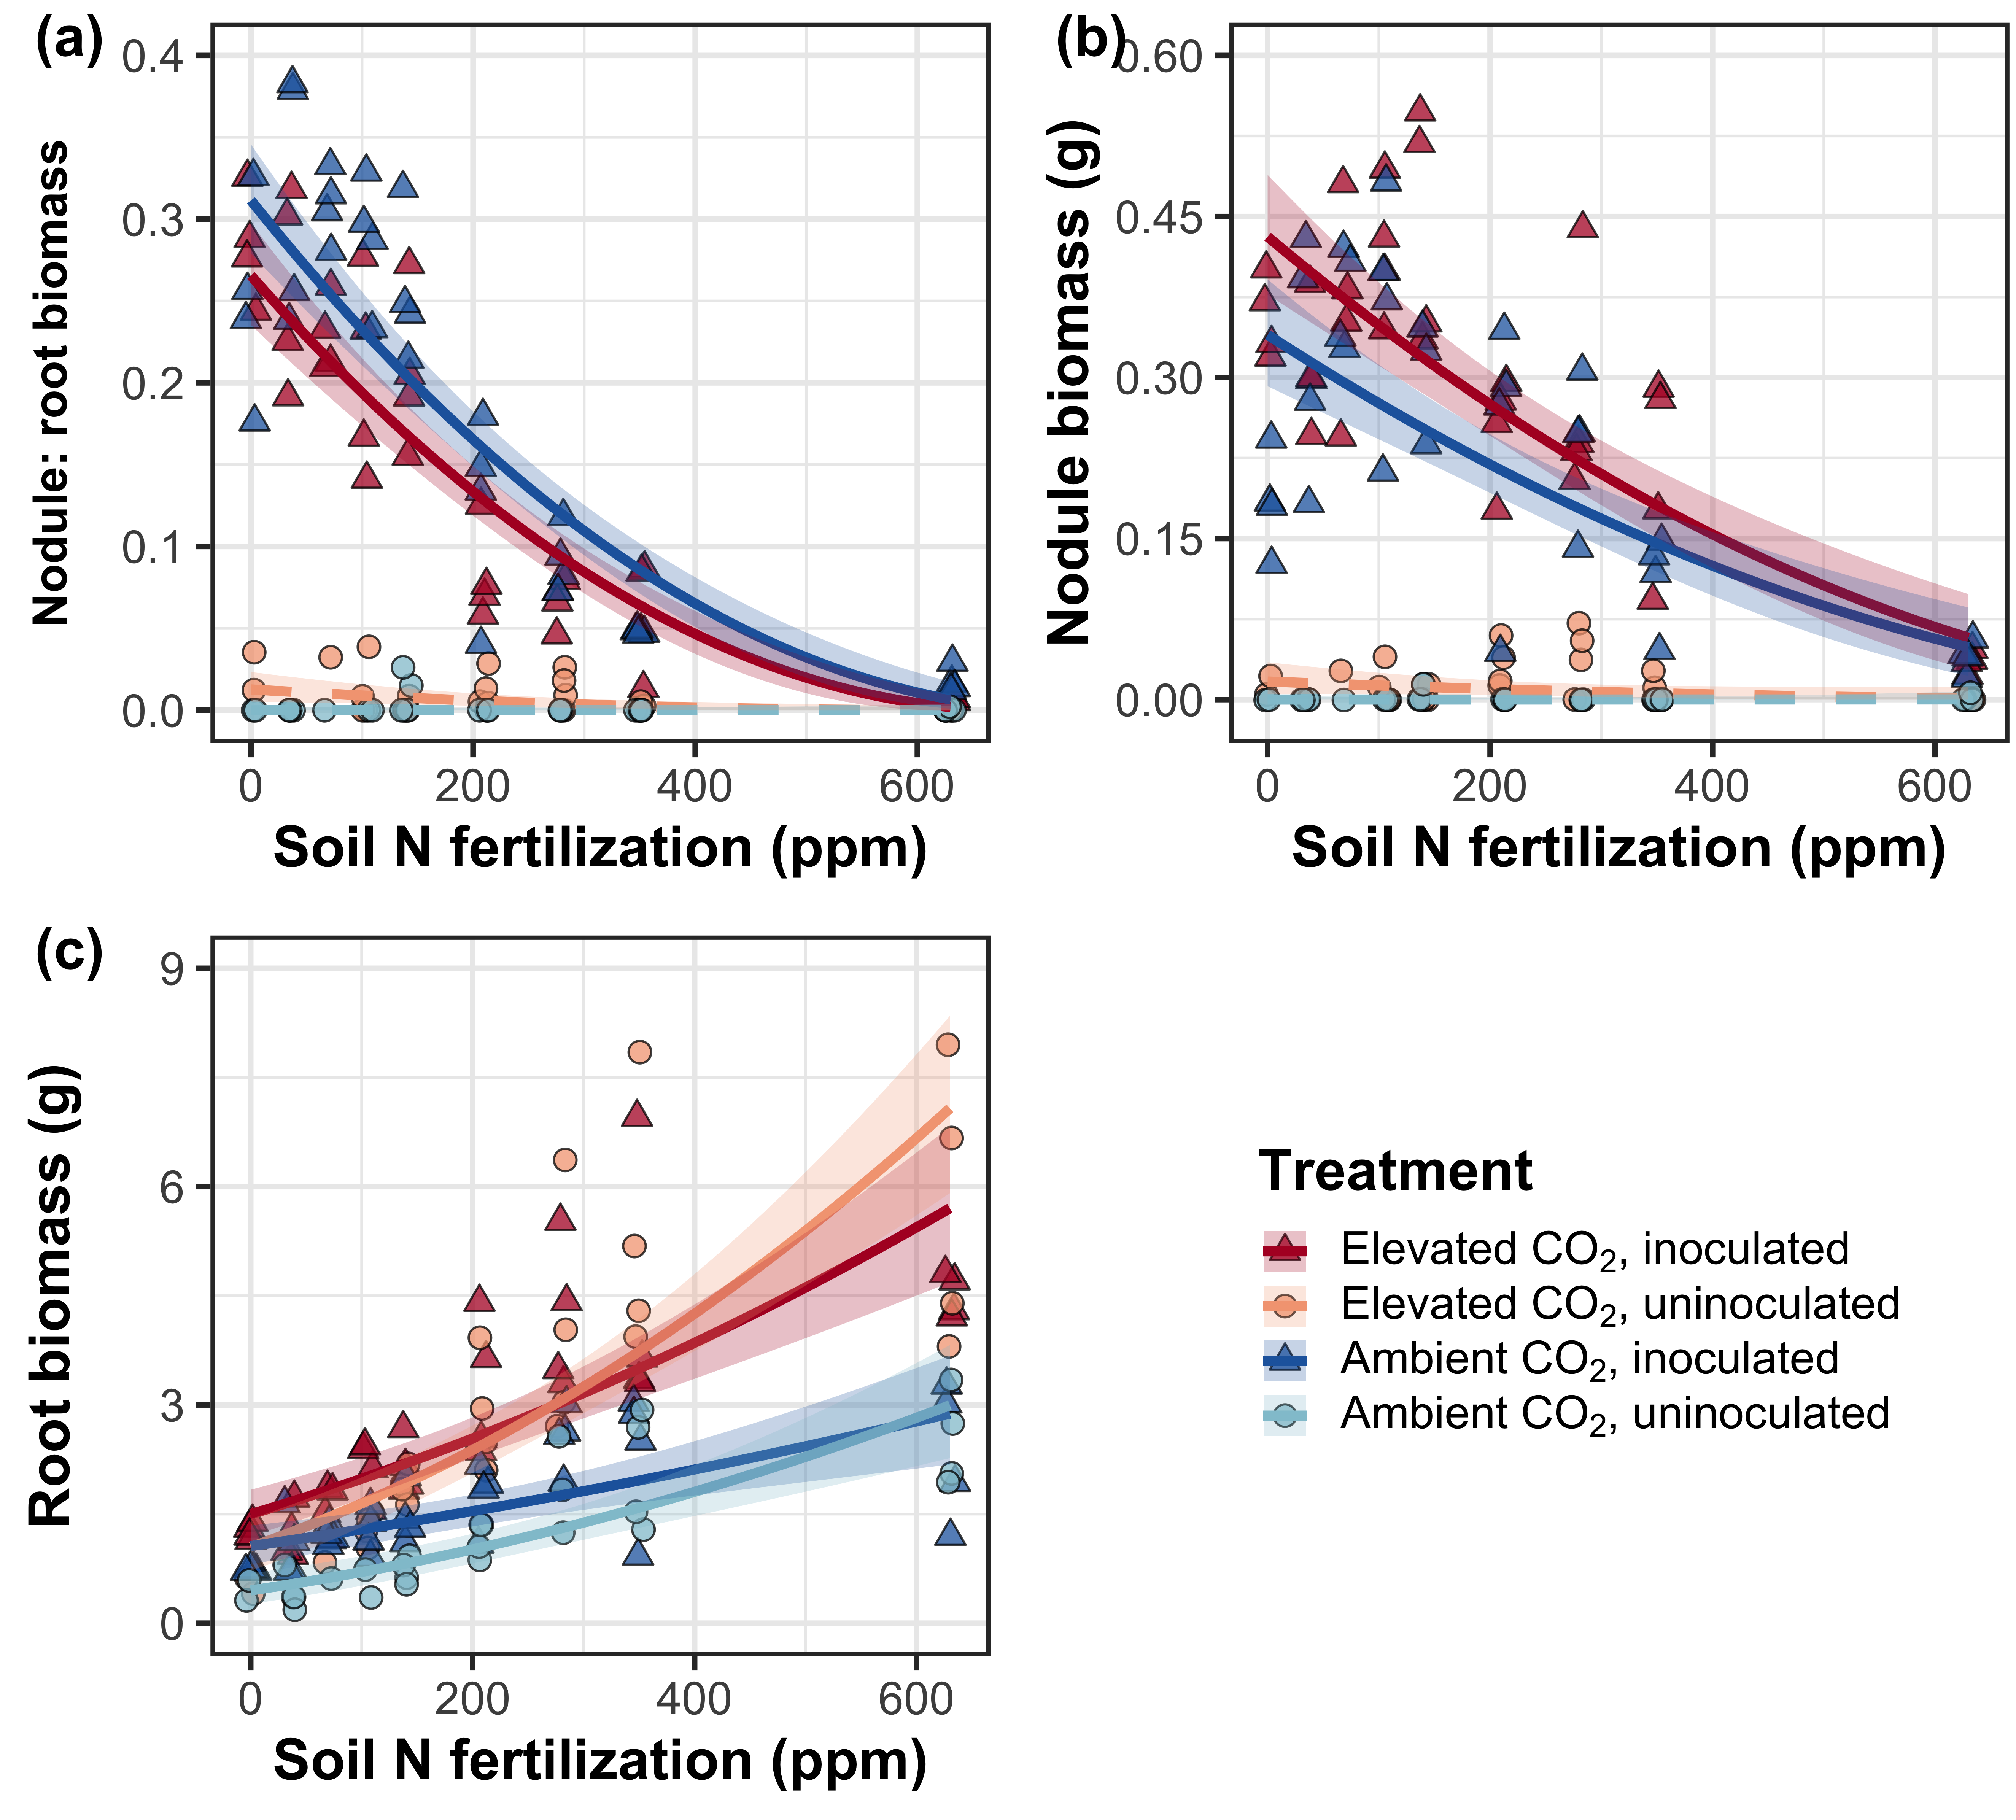 (a)
0.4
0.3
0.2
0.1
0.0
Nodule: root biomass
0 200 400 600
Soil N fertilization (ppm)
(b)
0.60
0.45
0.30
0.15
0.00
Nodule biomass (g)
0 200 400 600
Soil N fertilization (ppm)
(c)
9
6
3
0
Root biomass (g)
0 200 400 600
Soil N fertilization (ppm)
Treatment
Elevated CO₂, inoculated
Elevated CO₂, uninoculated
Ambient CO₂, inoculated
Ambient CO₂, uninoculated